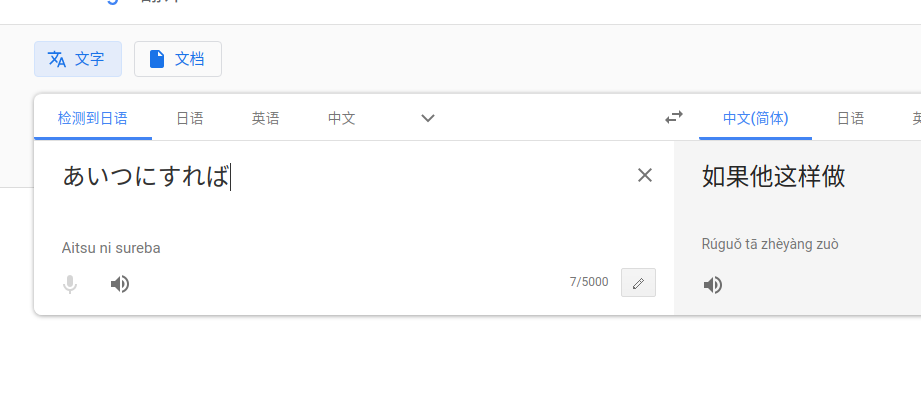 文字 文档
检测到日语 日语 英语 中文 中文(简体) 日语
あいつにすれば 如果他这样做
Aitsu ni sureba Rúguǒ tā zhèyàng zuò
7/5000